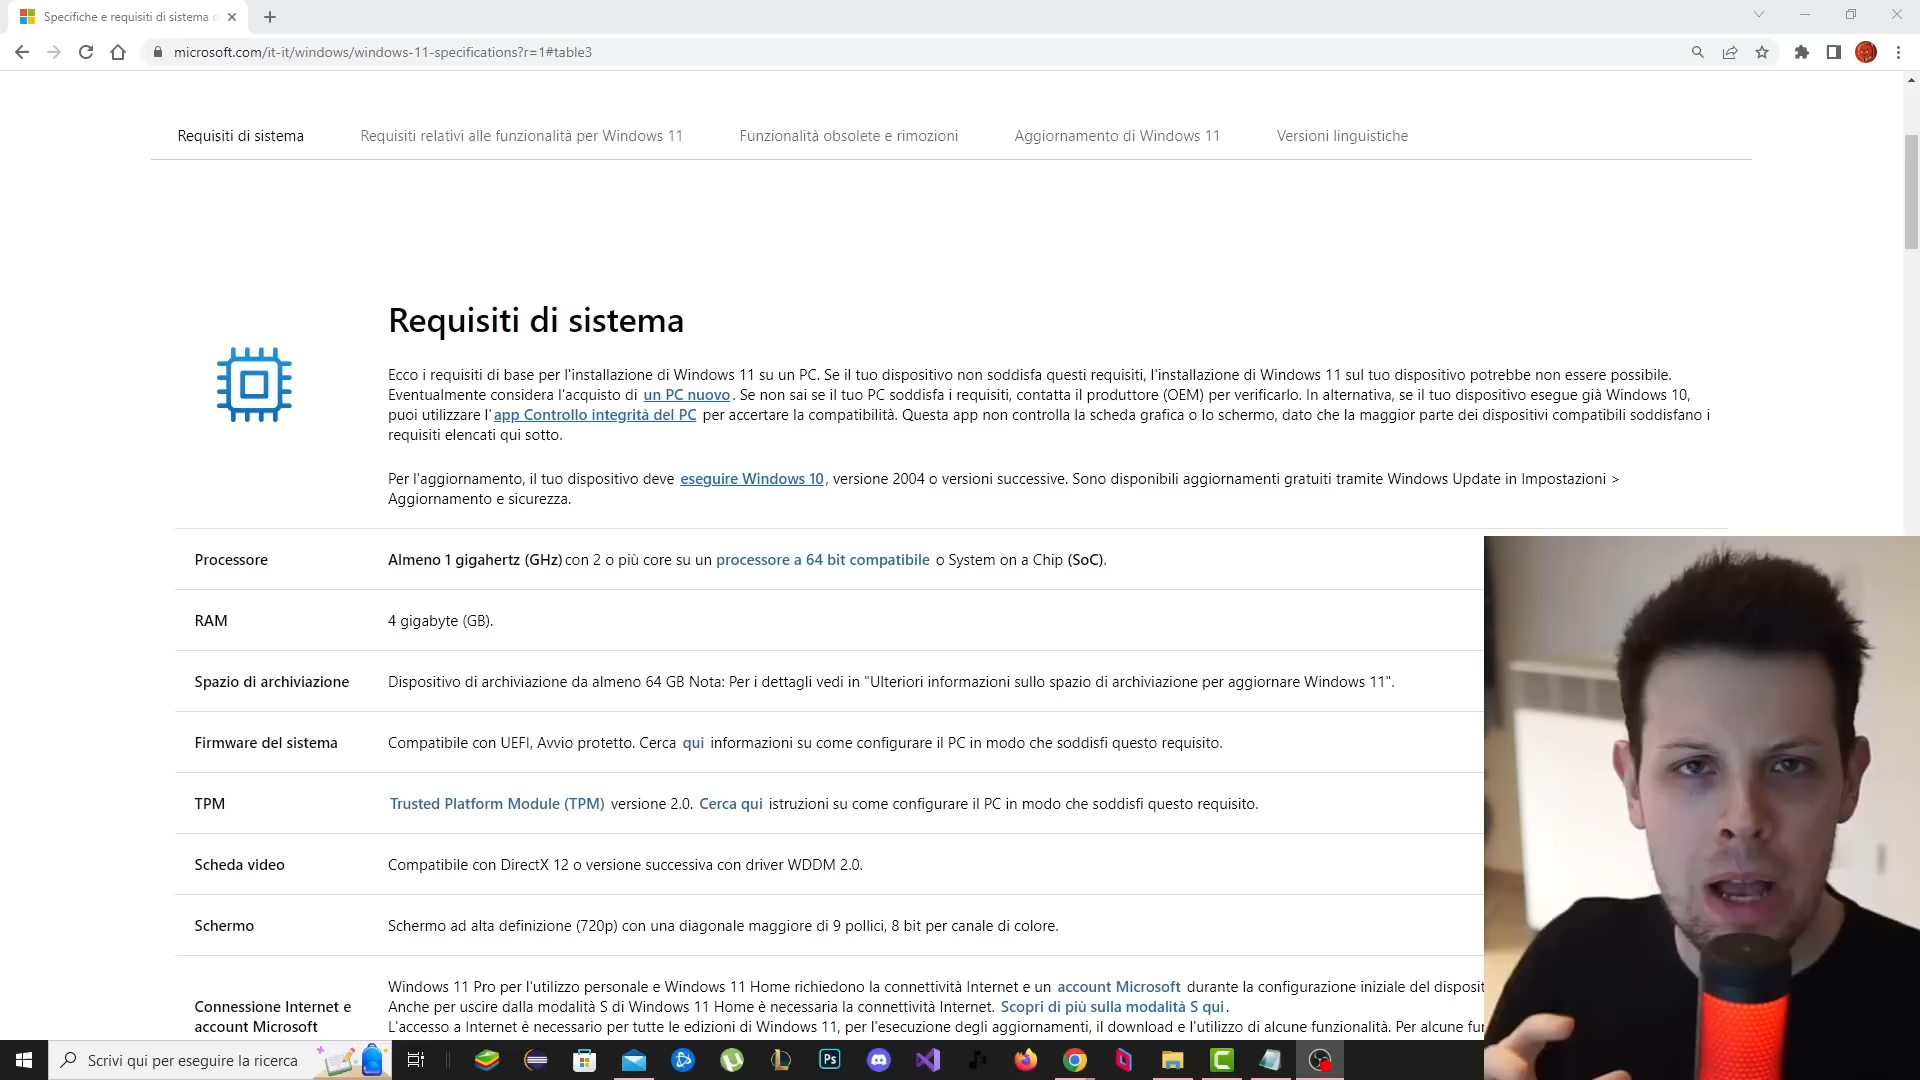 Specifiche e requisiti di sistema d
microsoft.com/it-it/windows/windows-11-specifications?r=1#table3
Requisiti di sistema
Requisiti relativi alle funzionalità per Windows 11
Funzionalità obsolete e rimozioni
Aggiornamento di Windows 11
Versioni linguistiche
Requisiti di sistema
Ecco i requisiti di base per l'installazione di Windows 11 su un PC. Se il tuo dispositivo non soddisfa questi requisiti, l'installazione di Windows 11 sul tuo dispositivo potrebbe non essere possibile.
Eventualmente considera l'acquisto di un PC nuovo. Se non sai se il tuo PC soddisfa i requisiti, contatta il produttore (OEM) per verificarlo. In alternativa, se il tuo dispositivo esegue già Windows 10,
puoi utilizzare l'app Controllo integrità del PC per accertare la compatibilità. Questa app non controlla la scheda grafica o lo schermo, dato che la maggior parte dei dispositivi compatibili soddisfano i
requisiti elencati qui sotto.
Per l'aggiornamento, il tuo dispositivo deve eseguire Windows 10, versione 2004 o versioni successive. Sono disponibili aggiornamenti gratuiti tramite Windows Update in Impostazioni >
Aggiornamento e sicurezza.
Processore
Almeno 1 gigahertz (GHz) con 2 o più core su un processore a 64 bit compatibile o System on a Chip (SoC).
RAM
4 gigabyte (GB).
Spazio di archiviazione
Dispositivo di archiviazione da almeno 64 GB Nota: Per i dettagli vedi in "Ulteriori informazioni sullo spazio di archiviazione per aggiornare Windows 11".
Firmware del sistema
Compatibile con UEFI, Avvio protetto. Cerca qui informazioni su come configurare il PC in modo che soddisfi questo requisito.
TPM
Trusted Platform Module (TPM) versione 2.0. Cerca qui istruzioni su come configurare il PC in modo che soddisfi questo requisito.
Scheda video
Compatibile con DirectX 12 o versione successiva con driver WDDM 2.0.
Schermo
Schermo ad alta definizione (720p) con una diagonale maggiore di 9 pollici, 8 bit per canale di colore.
Connessione Internet e
account Microsoft
Windows 11 Pro per l'utilizzo personale e Windows 11 Home richiedono la connettività Internet e un account Microsoft durante la configurazione iniziale del disposit
Anche per uscire dalla modalità S di Windows 11 Home è necessaria la connettività Internet. Scopri di più sulla modalità S qui.
L'accesso a Internet è necessario per tutte le edizioni di Windows 11, per l'esecuzione degli aggiornamenti, il download e l'utilizzo di alcune funzionalità. Per alcune fun
Scrivi qui per eseguire la ricerca
Ps